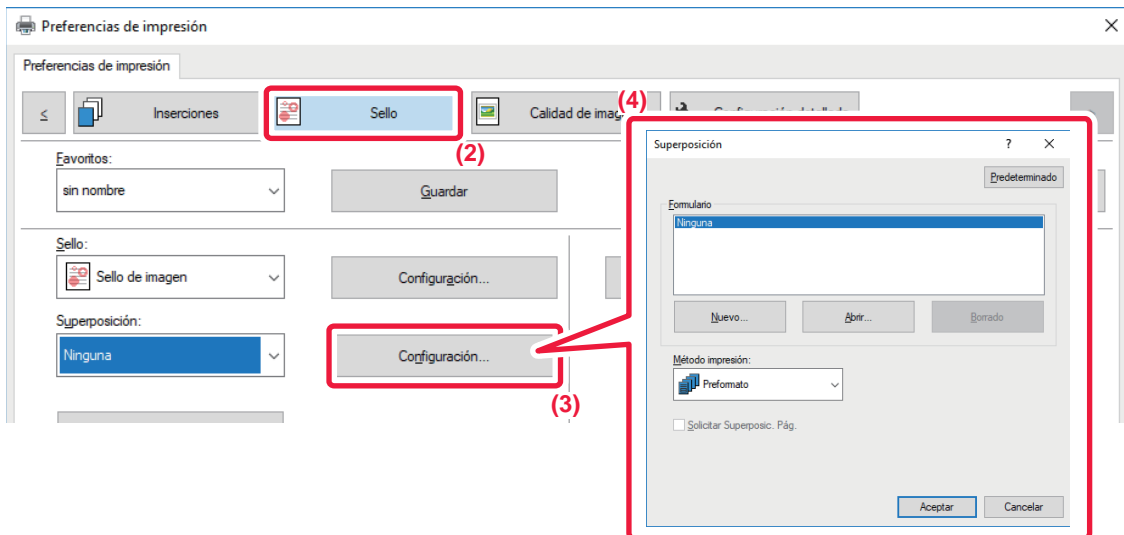 Preferencias de impresión
Preferencias de impresión
<
Inserciones
Sello
Calidad de imag
(4)
(2)
Favoritos:
sin nombre
Guardar
Sello:
Sello de imagen
Configuración...
Superposición:
Ninguna
Configuración...
(3)
Superposición
?
Predeterminado
Formulario
Ninguna
Nuevo...
Abrir...
Borrado
Método impresión:
Preformato
Solicitar Superposic. Pág.
Aceptar
Cancelar